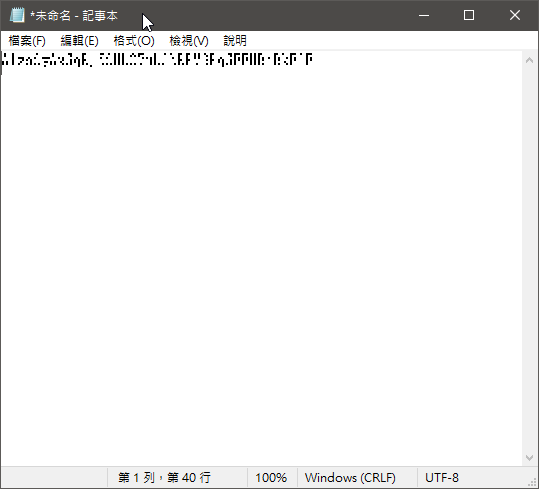 *未命名 - 記事本
檔案(F) 編輯(E) 格式(O) 檢視(V) 說明
第 1 列，第 40 行 100% Windows (CRLF) UTF-8